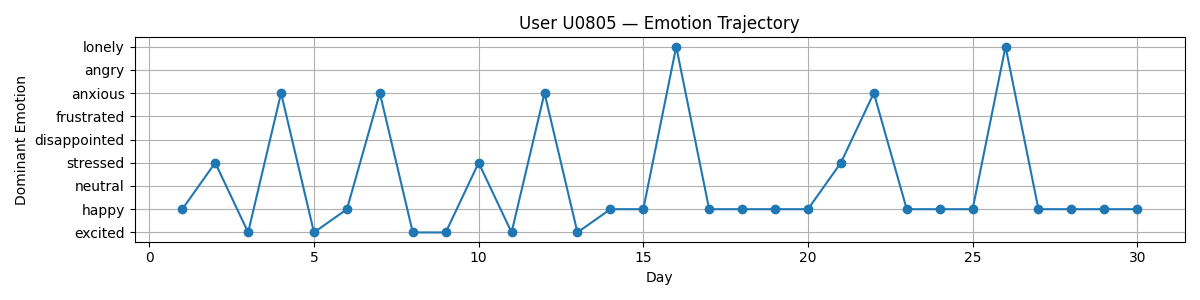 User U0805 — Emotion Trajectory
Dominant Emotion
lonely
angry
anxious
frustrated
disappointed
stressed
neutral
happy
excited
0 5 10 15 20 25 30
Day